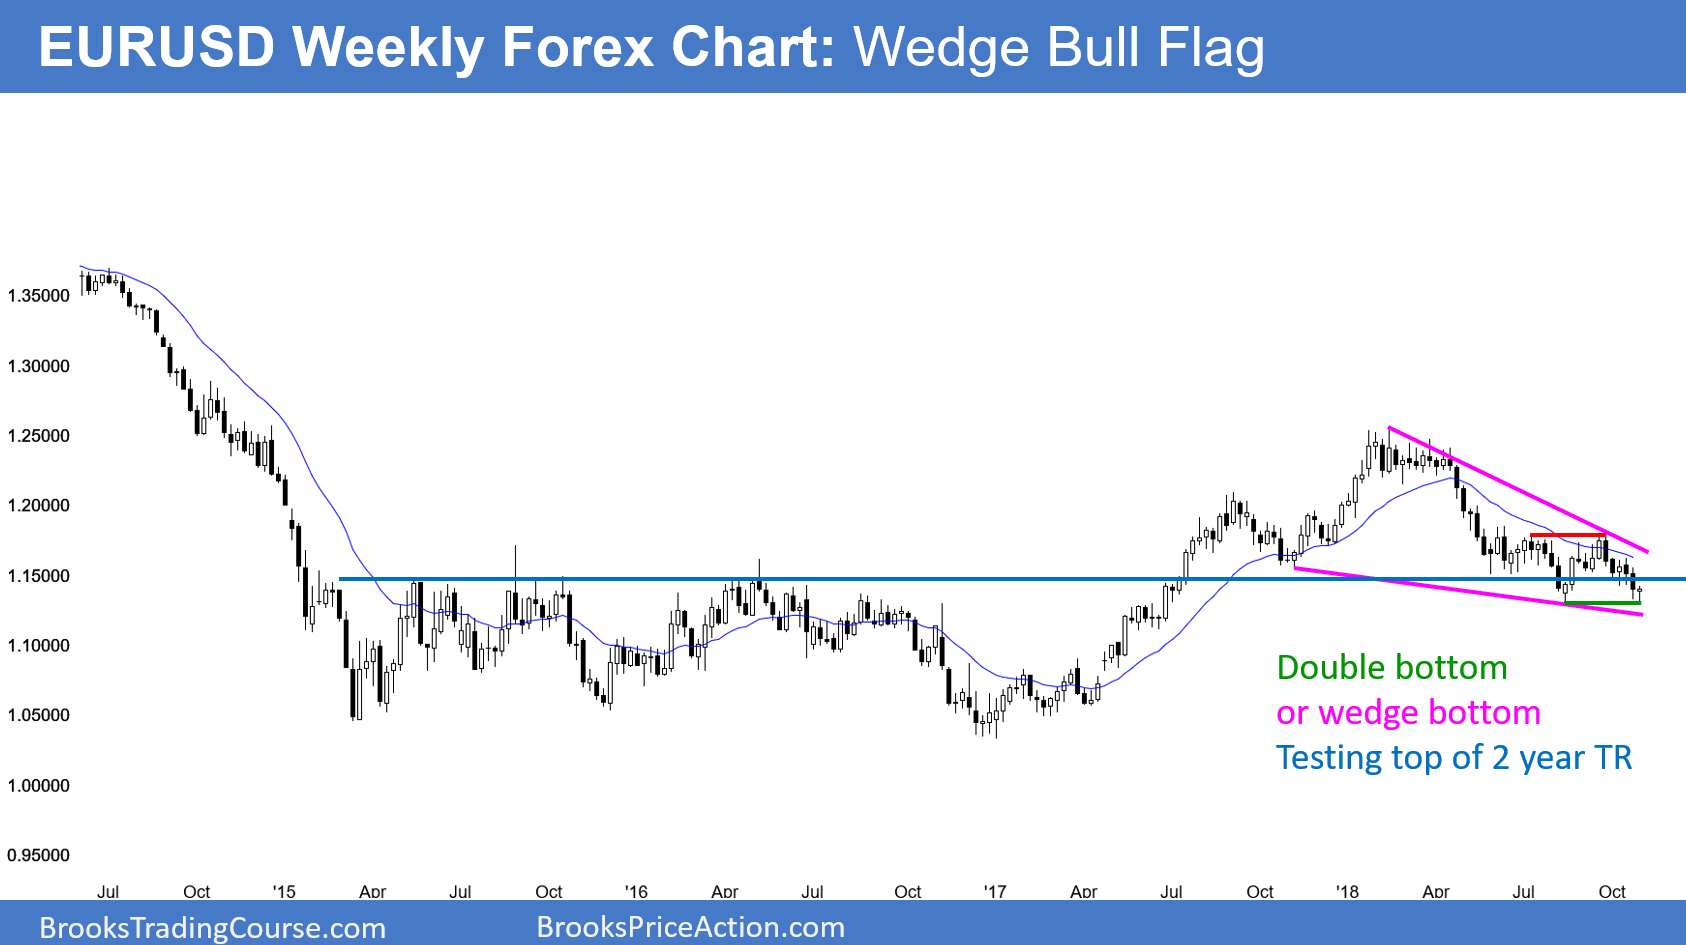 EURUSD Weekly Forex Chart: Wedge Bull Flag
1.35000
1.30000
1.25000
1.20000
1.15000
1.10000
1.05000
1.00000
0.95000
Double bottom
or wedge bottom
Testing top of 2 year TR
Jul Oct '15 Apr Jul Oct '16 Apr Jul Oct '17 Apr Jul Oct '18 Apr Jul Oct
BrooksTradingCourse.com BrooksPriceAction.com